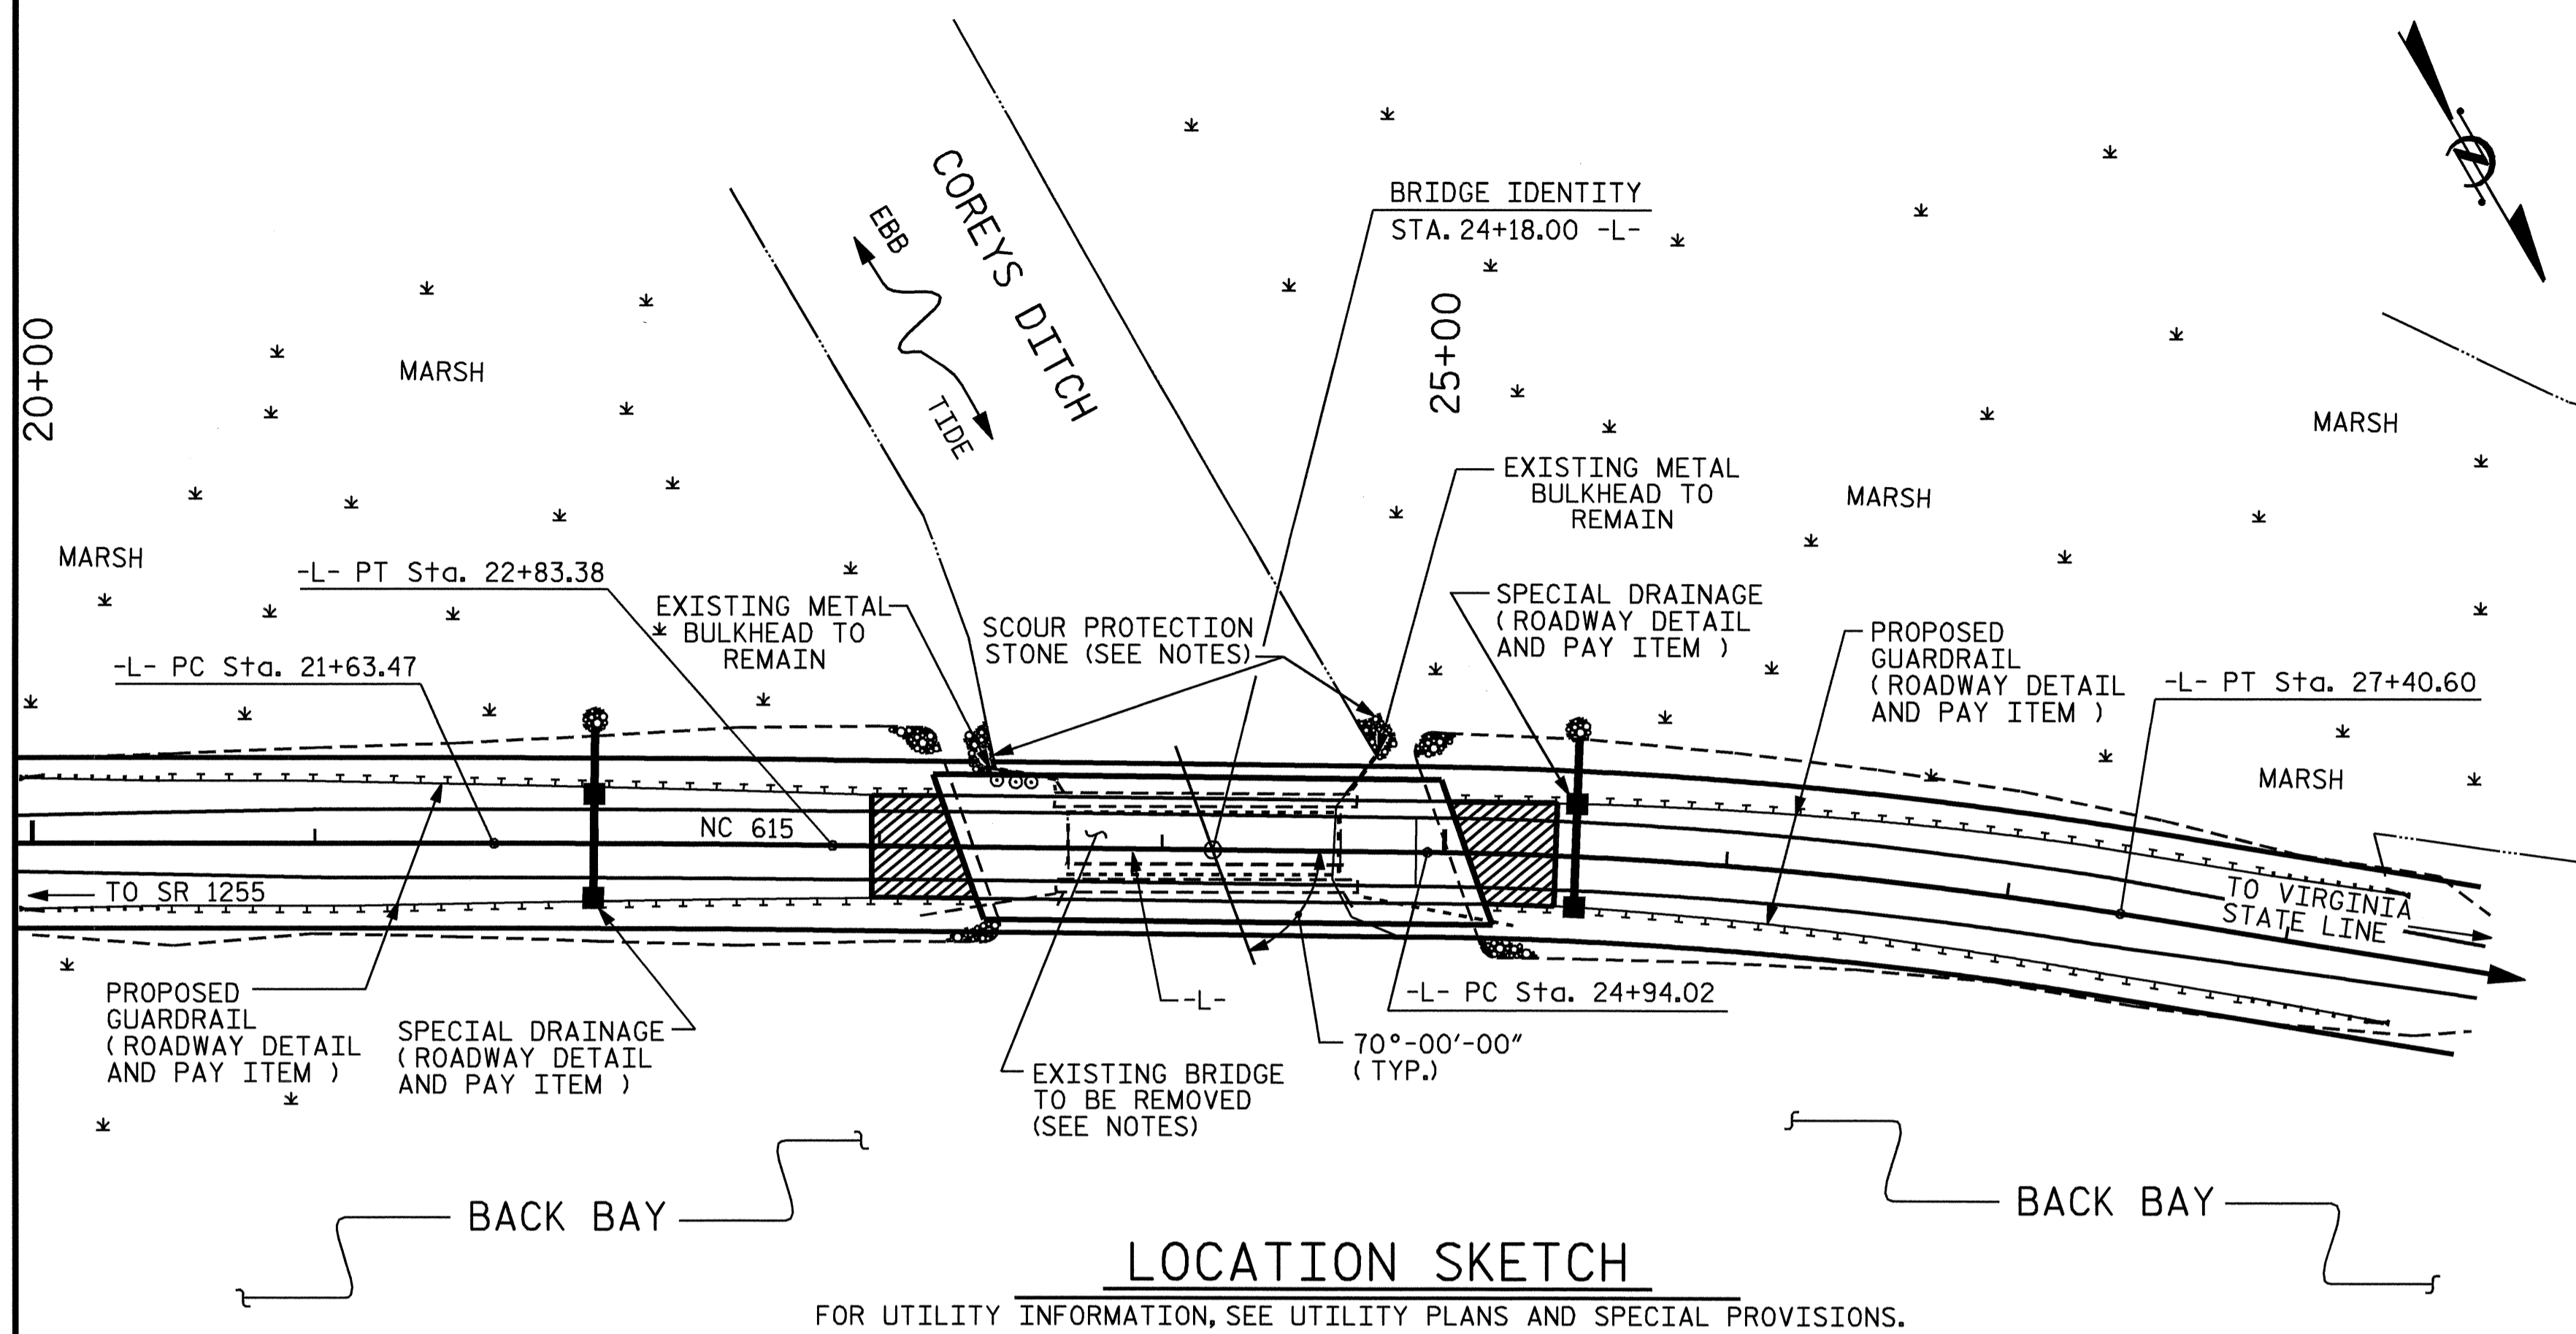 BRIDGE IDENTITY
STA. 24+18.00 -L-
COREYS DITCH
EBB
TIDE
N
20+00
25+00
MARSH
MARSH
EXISTING METAL
BULKHEAD TO
REMAIN
MARSH
MARSH
-L- PT Sta. 22+83.38
EXISTING METAL
BULKHEAD TO
REMAIN
SCOUR PROTECTION
STONE (SEE NOTES)
SPECIAL DRAINAGE
(ROADWAY DETAIL
AND PAY ITEM )
PROPOSED
GUARDRAIL
(ROADWAY DETAIL
AND PAY ITEM )
-L- PC Sta. 21+63.47
-L- PT Sta. 27+40.60
MARSH
NC 615
TO SR 1255
TO VIRGINIA
STATE LINE
PROPOSED
GUARDRAIL
(ROADWAY DETAIL
AND PAY ITEM )
SPECIAL DRAINAGE
(ROADWAY DETAIL
AND PAY ITEM )
-L-
-L- PC Sta. 24+94.02
70°-00'-00"
(TYP.)
EXISTING BRIDGE
TO BE REMOVED
(SEE NOTES)
BACK BAY
BACK BAY
LOCATION SKETCH
FOR UTILITY INFORMATION, SEE UTILITY PLANS AND SPECIAL PROVISIONS.